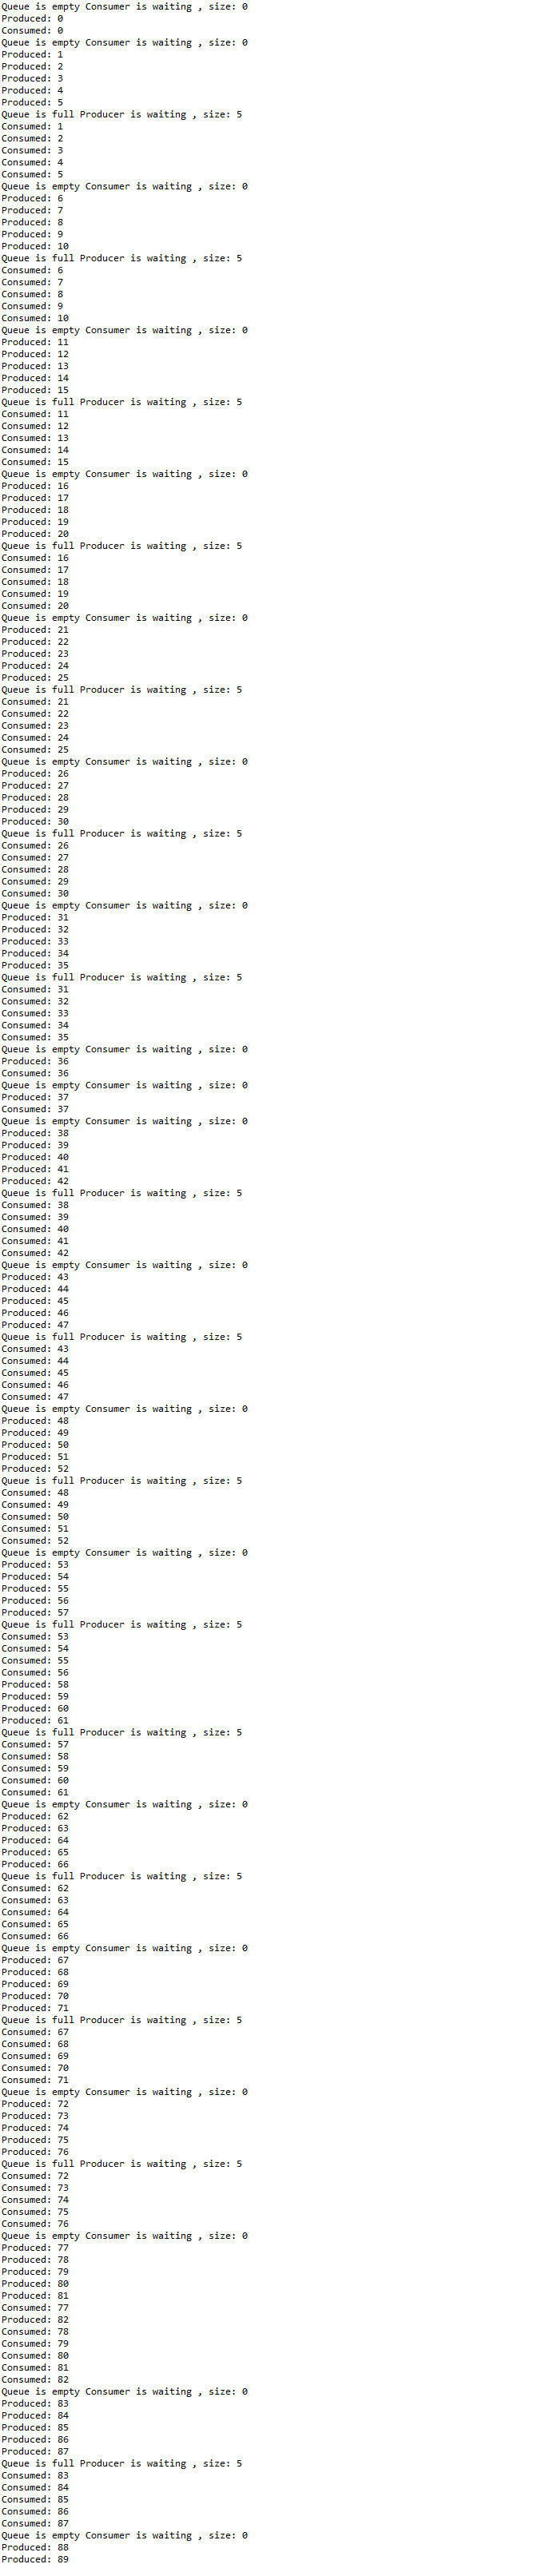 Queue is empty Consumer is waiting , size: 0
Produced: 0
Consumed: 0
Queue is empty Consumer is waiting , size: 0
Produced: 1
Produced: 2
Produced: 3
Produced: 4
Produced: 5
Queue is full Producer is waiting , size: 5
Consumed: 1
Consumed: 2
Consumed: 3
Consumed: 4
Consumed: 5
Queue is empty Consumer is waiting , size: 0
Produced: 6
Produced: 7
Produced: 8
Produced: 9
Produced: 10
Queue is full Producer is waiting , size: 5
Consumed: 6
Consumed: 7
Consumed: 8
Consumed: 9
Consumed: 10
Queue is empty Consumer is waiting , size: 0
Produced: 11
Produced: 12
Produced: 13
Produced: 14
Produced: 15
Queue is full Producer is waiting , size: 5
Consumed: 11
Consumed: 12
Consumed: 13
Consumed: 14
Consumed: 15
Queue is empty Consumer is waiting , size: 0
Produced: 16
Produced: 17
Produced: 18
Produced: 19
Produced: 20
Queue is full Producer is waiting , size: 5
Consumed: 16
Consumed: 17
Consumed: 18
Consumed: 19
Consumed: 20
Queue is empty Consumer is waiting , size: 0
Produced: 21
Produced: 22
Produced: 23
Produced: 24
Produced: 25
Queue is full Producer is waiting , size: 5
Consumed: 21
Consumed: 22
Consumed: 23
Consumed: 24
Consumed: 25
Queue is empty Consumer is waiting , size: 0
Produced: 26
Produced: 27
Produced: 28
Produced: 29
Produced: 30
Queue is full Producer is waiting , size: 5
Consumed: 26
Consumed: 27
Consumed: 28
Consumed: 29
Consumed: 30
Queue is empty Consumer is waiting , size: 0
Produced: 31
Produced: 32
Produced: 33
Produced: 34
Produced: 35
Queue is full Producer is waiting , size: 5
Consumed: 31
Consumed: 32
Consumed: 33
Consumed: 34
Consumed: 35
Queue is empty Consumer is waiting , size: 0
Produced: 36
Consumed: 36
Queue is empty Consumer is waiting , size: 0
Produced: 37
Consumed: 37
Queue is empty Consumer is waiting , size: 0
Produced: 38
Produced: 39
Produced: 40
Produced: 41
Produced: 42
Queue is full Producer is waiting , size: 5
Consumed: 38
Consumed: 39
Consumed: 40
Consumed: 41
Consumed: 42
Queue is empty Consumer is waiting , size: 0
Produced: 43
Produced: 44
Produced: 45
Produced: 46
Produced: 47
Queue is full Producer is waiting , size: 5
Consumed: 43
Consumed: 44
Consumed: 45
Consumed: 46
Consumed: 47
Queue is empty Consumer is waiting , size: 0
Produced: 48
Produced: 49
Produced: 50
Produced: 51
Produced: 52
Queue is full Producer is waiting , size: 5
Consumed: 48
Consumed: 49
Consumed: 50
Consumed: 51
Consumed: 52
Queue is empty Consumer is waiting , size: 0
Produced: 53
Produced: 54
Produced: 55
Produced: 56
Produced: 57
Queue is full Producer is waiting , size: 5
Consumed: 53
Consumed: 54
Consumed: 55
Consumed: 56
Produced: 58
Produced: 59
Produced: 60
Produced: 61
Queue is full Producer is waiting , size: 5
Consumed: 57
Consumed: 58
Consumed: 59
Consumed: 60
Consumed: 61
Queue is empty Consumer is waiting , size: 0
Produced: 62
Produced: 63
Produced: 64
Produced: 65
Produced: 66
Queue is full Producer is waiting , size: 5
Consumed: 62
Consumed: 63
Consumed: 64
Consumed: 65
Consumed: 66
Queue is empty Consumer is waiting , size: 0
Produced: 67
Produced: 68
Produced: 69
Produced: 70
Produced: 71
Queue is full Producer is waiting , size: 5
Consumed: 67
Consumed: 68
Consumed: 69
Consumed: 70
Consumed: 71
Queue is empty Consumer is waiting , size: 0
Produced: 72
Produced: 73
Produced: 74
Produced: 75
Produced: 76
Queue is full Producer is waiting , size: 5
Consumed: 72
Consumed: 73
Consumed: 74
Consumed: 75
Consumed: 76
Queue is empty Consumer is waiting , size: 0
Produced: 77
Produced: 78
Produced: 79
Produced: 80
Produced: 81
Consumed: 77
Produced: 82
Consumed: 78
Consumed: 79
Consumed: 80
Consumed: 81
Consumed: 82
Queue is empty Consumer is waiting , size: 0
Produced: 83
Produced: 84
Produced: 85
Produced: 86
Produced: 87
Queue is full Producer is waiting , size: 5
Consumed: 83
Consumed: 84
Consumed: 85
Consumed: 86
Consumed: 87
Queue is empty Consumer is waiting , size: 0
Produced: 88
Produced: 89